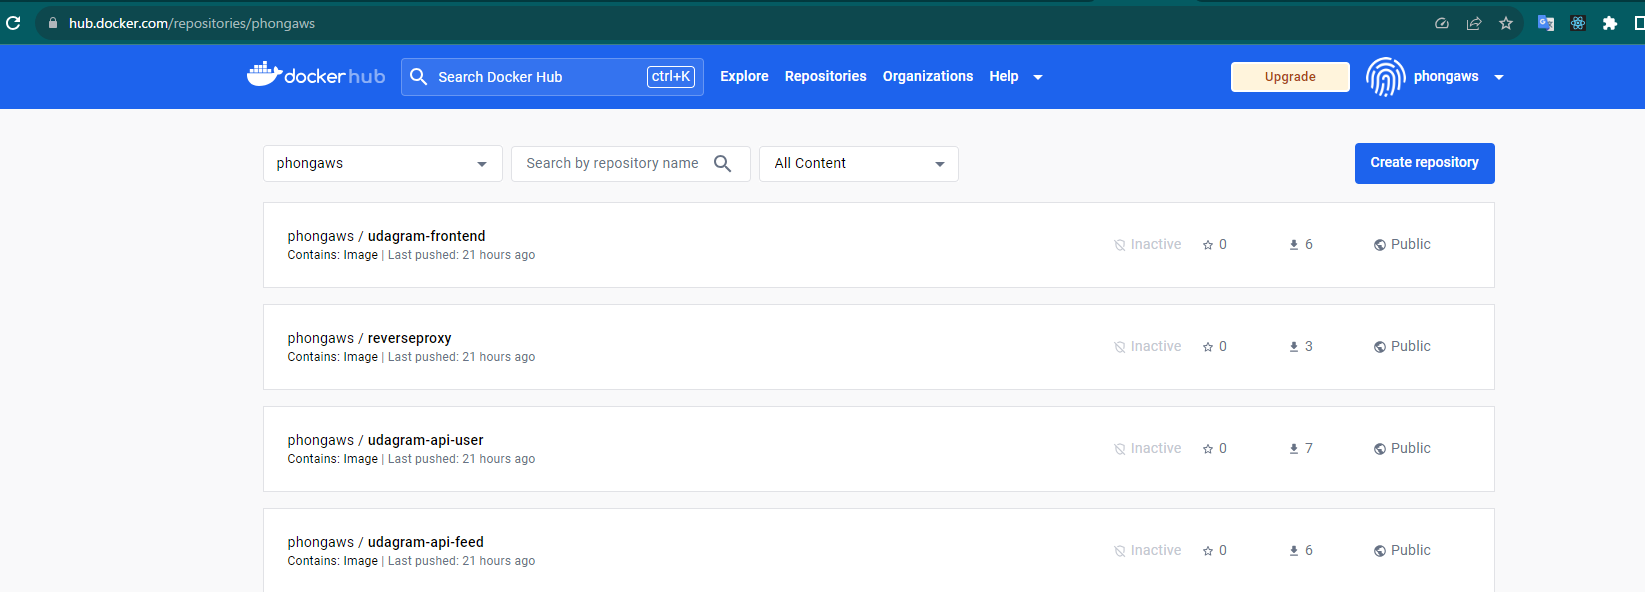 hub.docker.com/repositories/phongaws
dockerhub Search Docker Hub ctrl+K Explore Repositories Organizations Help Upgrade phongaws
phongaws Search by repository name All Content Create repository
phongaws / udagram-frontend
Contains: Image | Last pushed: 21 hours ago
Inactive 0 6 Public
phongaws / reverseproxy
Contains: Image | Last pushed: 21 hours ago
Inactive 0 3 Public
phongaws / udagram-api-user
Contains: Image | Last pushed: 21 hours ago
Inactive 0 7 Public
phongaws / udagram-api-feed
Contains: Image | Last pushed: 21 hours ago
Inactive 0 6 Public